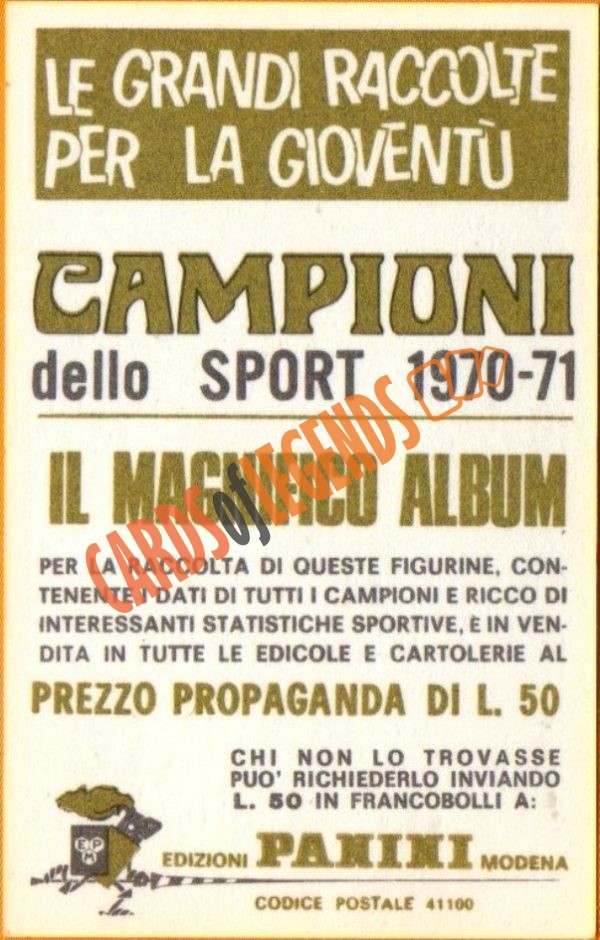 LE GRANDI RACCOLTE
PER LA GIOVENTÙ
CAMPIONI
dello SPORT 1970-71
IL MAGNIFICO ALBUM
PER LA RACCOLTA DI QUESTE FIGURINE, CON-
TENENTE I DATI DI TUTTI I CAMPIONI E RICCO DI
INTERESSANTI STATISTICHE SPORTIVE, È IN VEN-
DITA IN TUTTE LE EDICOLE E CARTOLERIE AL
PREZZO PROPAGANDA DI L. 50
CHI NON LO TROVASSE
PUO' RICHIEDERLO INVIANDO
L. 50 IN FRANCOBOLLI A:
EPM
EDIZIONI PANINI MODENA
CODICE POSTALE 41100
CARDSofLEGENDS